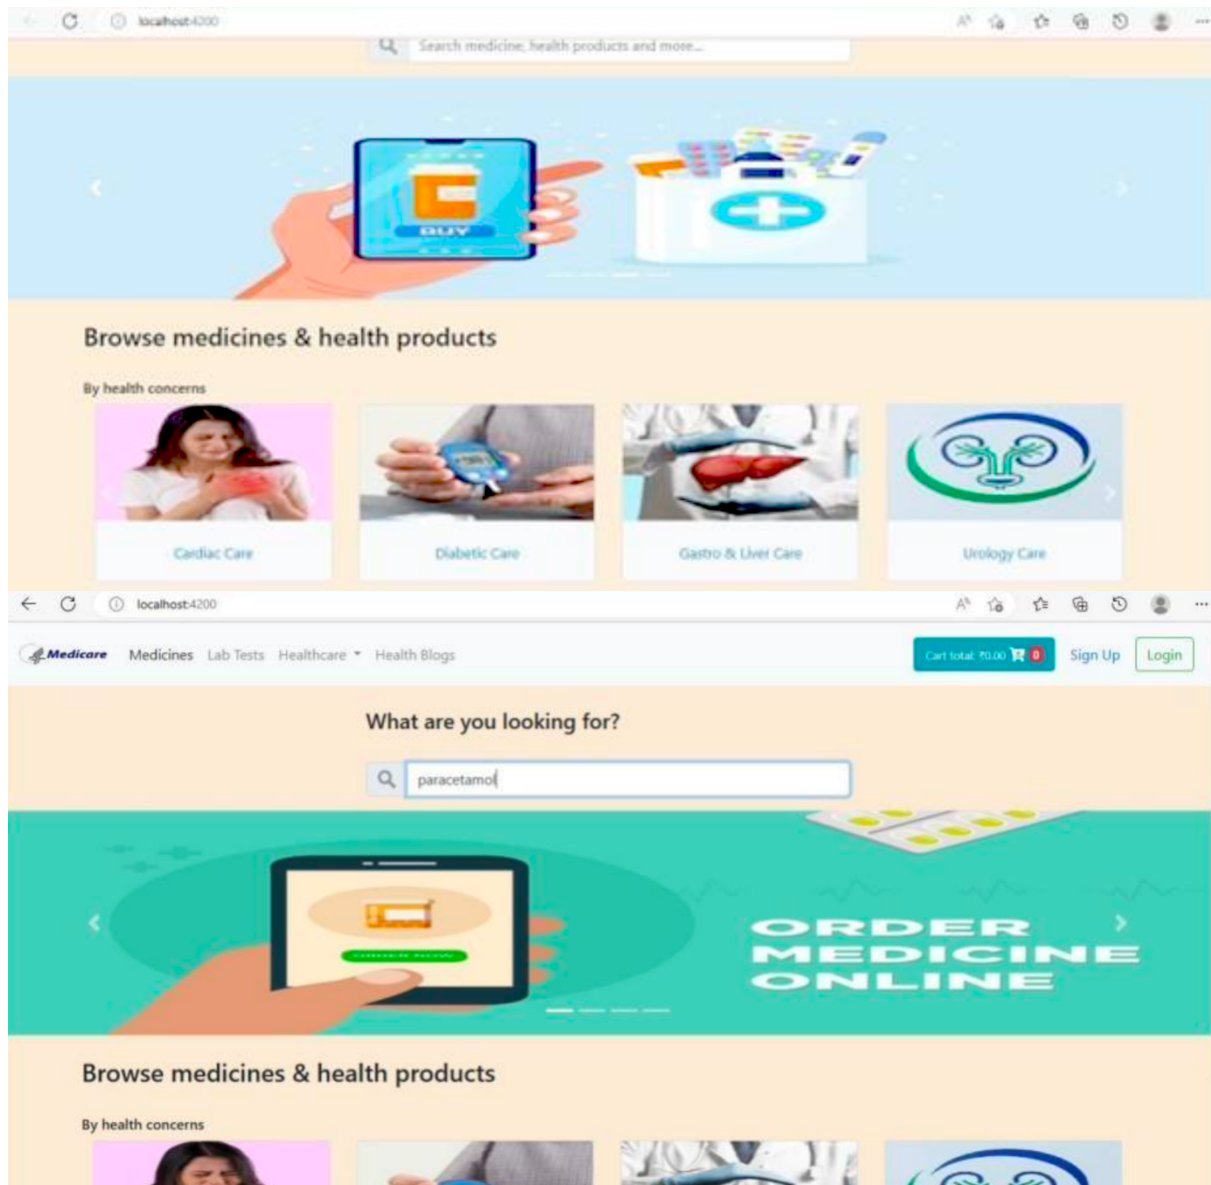 localhost:4200
Search medicine, health products and more...
BUY
Browse medicines & health products
By health concerns
Cardiac Care
Diabetic Care
Gastro & Liver Care
Urology Care
localhost:4200
Medicare Medicines Lab Tests Healthcare Health Blogs Cart total: ₹0.00 0 Sign Up Login
What are you looking for?
paracetamol
ORDER NOW
ORDER
MEDICINE
ONLINE
Browse medicines & health products
By health concerns